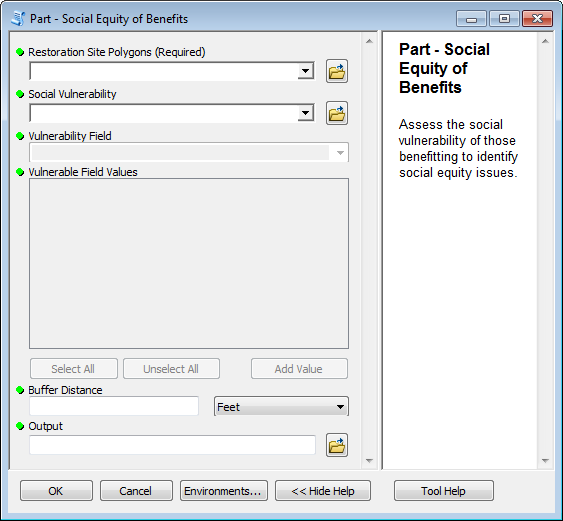 Part - Social Equity of Benefits
Restoration Site Polygons (Required)
Social Vulnerability
Vulnerability Field
Vulnerable Field Values
Select All
Unselect All
Add Value
Buffer Distance
Feet
Output
OK
Cancel
Environments...
<< Hide Help
Tool Help
Part - Social
Equity of
Benefits
Assess the social
vulnerability of those
benefitting to identify
social equity issues.